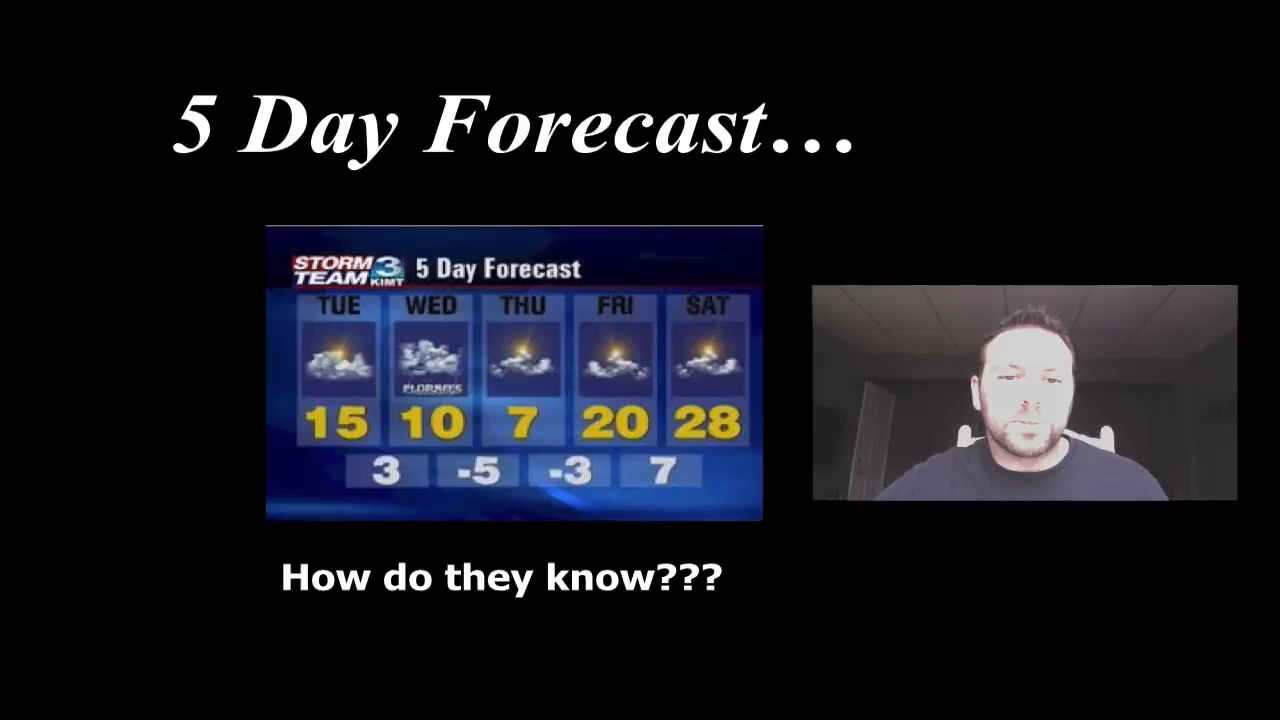 5 Day Forecast...
STORM TEAM 3 KIMT 5 Day Forecast
TUE WED THU FRI SAT
FLURRIES
15 10 7 20 28
3 -5 -3 7
How do they know???